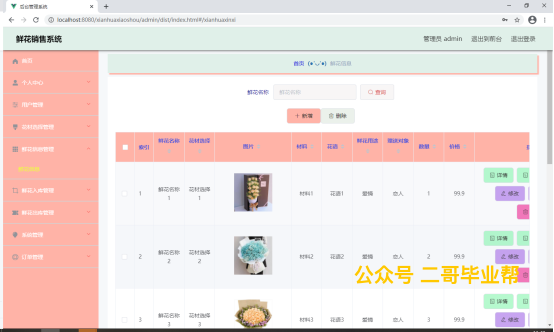 后台管理系统
localhost:8080/xianhuaxiaoshou/admin/dist/index.html#/xianhuaxinxi
鲜花销售系统
管理员 admin 退出到前台 退出登录
首页
个人中心
用户管理
花材选择管理
鲜花信息管理
鲜花入库管理
鲜花出库管理
系统管理
订单管理
首页 (●'◡'●) 鲜花信息
鲜花名称 鲜花名称 查询
+ 新增 删除
索引 鲜花名称 花材选择 图片 材料 花语 鲜花用途 赠送对象 数量 价格
1 鲜花名称1 花材选择1 材料1 花语1 爱情 恋人 1 99.9 详情
修改
2 鲜花名称2 花材选择2 材料2 花语2 爱情 恋人 2 99.9 详情
修改
3 鲜花名称3 花材选择3 材料3 花语3 爱情 恋人 3 99.9 详情
修改
公众号 二哥毕业帮